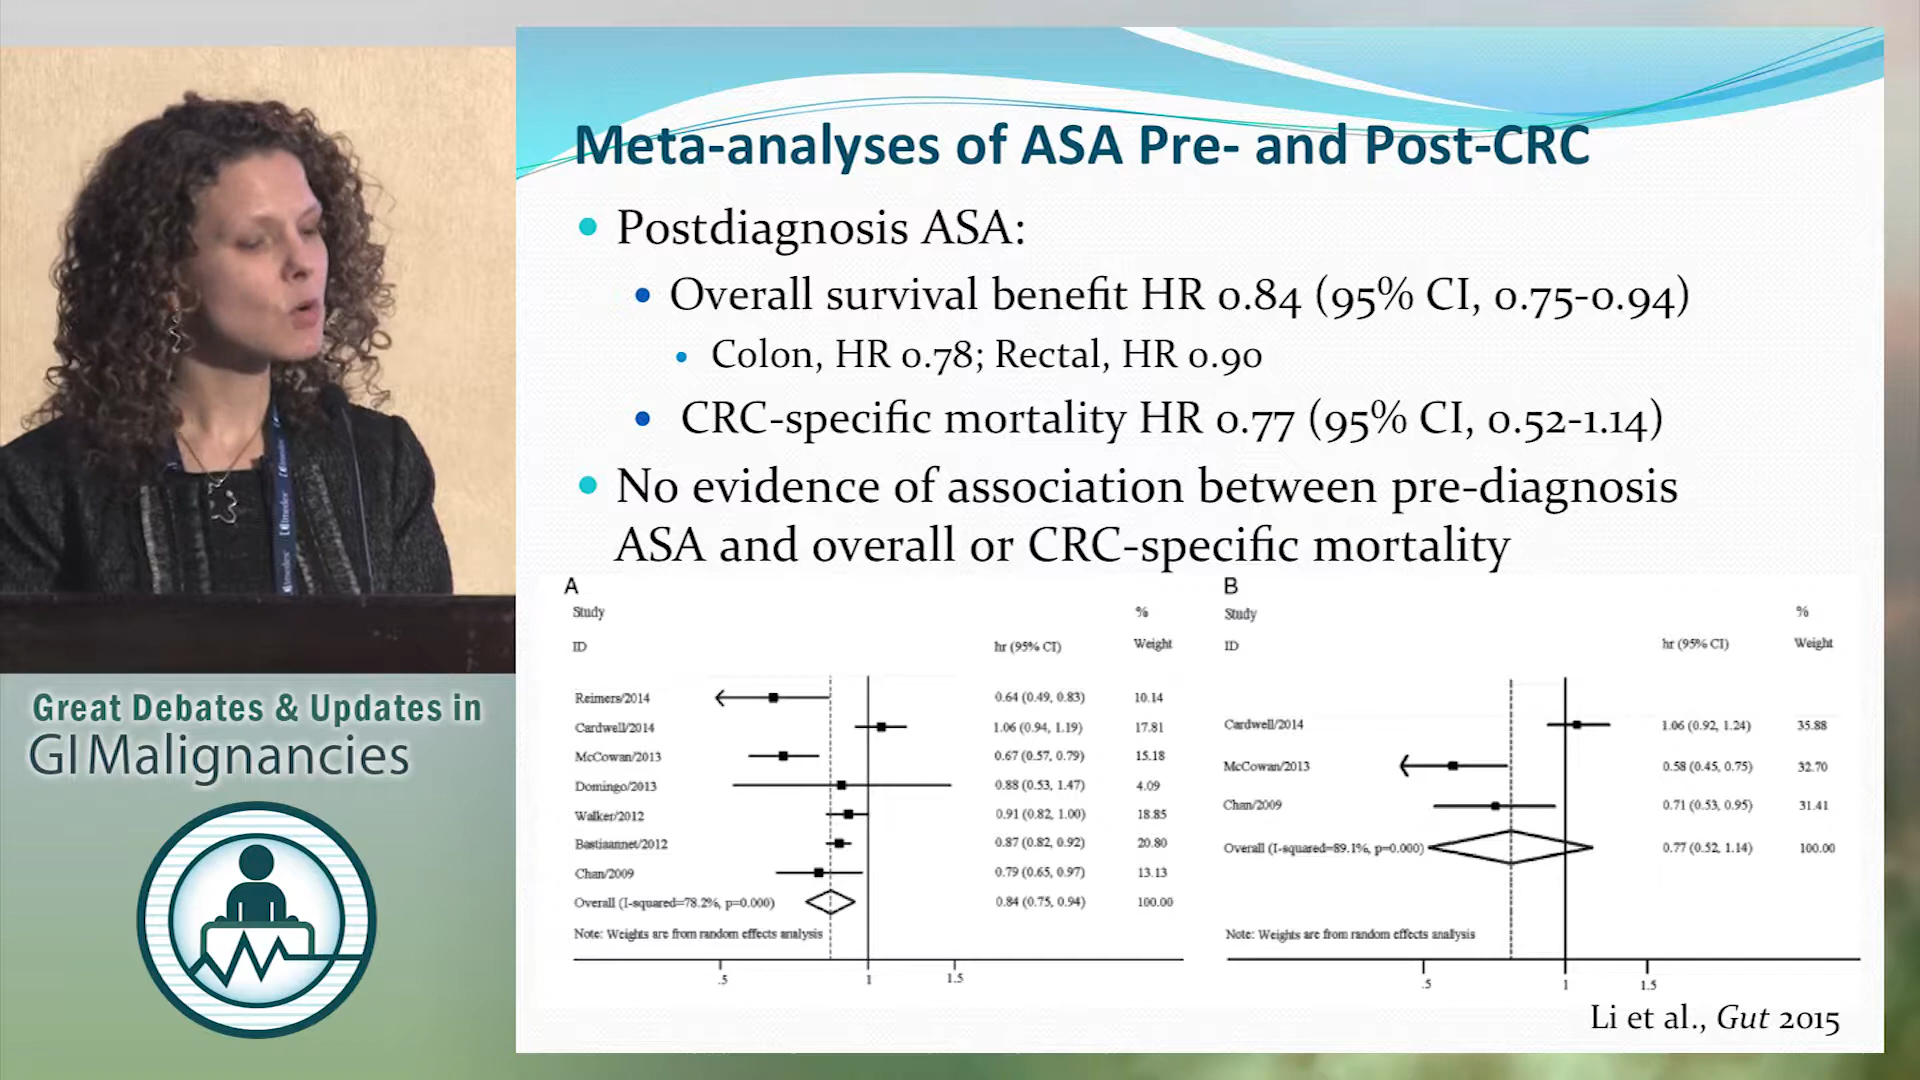 Meta-analyses of ASA Pre- and Post-CRC
• Postdiagnosis ASA:
• Overall survival benefit HR 0.84 (95% CI, 0.75-0.94)
• Colon, HR 0.78; Rectal, HR 0.90
• CRC-specific mortality HR 0.77 (95% CI, 0.52-1.14)
• No evidence of association between pre-diagnosis
ASA and overall or CRC-specific mortality
A
Study %
ID hr (95% CI) Weight
Reimers/2014 0.64 (0.49, 0.83) 10.14
Cardwell/2014 1.06 (0.94, 1.19) 17.81
McCowan/2013 0.67 (0.57, 0.79) 15.18
Domingo/2013 0.88 (0.53, 1.47) 4.09
Walker/2012 0.91 (0.82, 1.00) 18.85
Bastiaannet/2012 0.87 (0.82, 0.92) 20.80
Chan/2009 0.79 (0.65, 0.97) 13.13
Overall (I-squared=78.2%, p=0.000) 0.84 (0.75, 0.94) 100.00
Note: Weights are from random effects analysis
.5 1 1.5
B
Study %
ID hr (95% CI) Weight
Cardwell/2014 1.06 (0.92, 1.24) 35.88
McCowan/2013 0.58 (0.45, 0.75) 32.70
Chan/2009 0.71 (0.53, 0.95) 31.41
Overall (I-squared=89.1%, p=0.000) 0.77 (0.52, 1.14) 100.00
Note: Weights are from random effects analysis
.5 1 1.5
Li et al., Gut 2015
Great Debates & Updates in
GI Malignancies
imedex